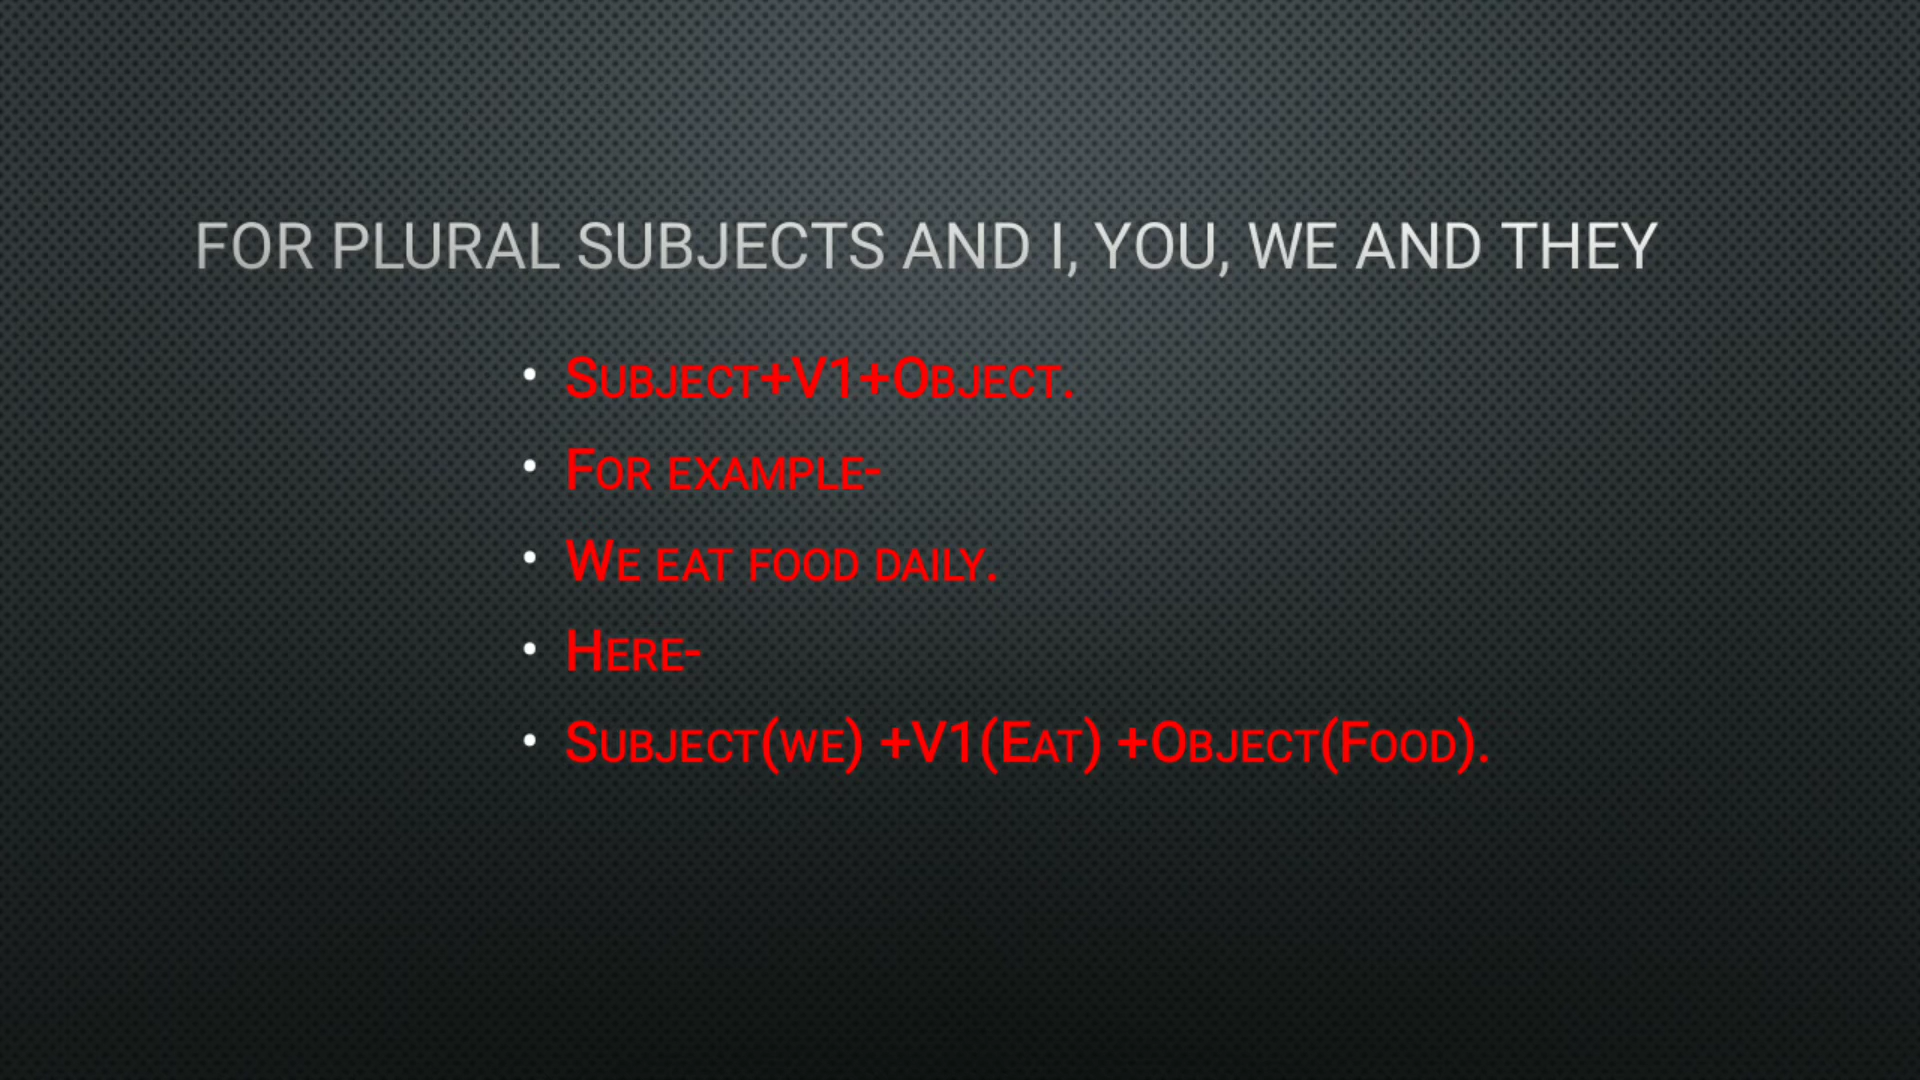 FOR PLURAL SUBJECTS AND I, YOU, WE AND THEY
• Subject+V1+Object.
• For example-
• We eat food daily.
• Here-
• Subject(we) +V1(Eat) +Object(Food).